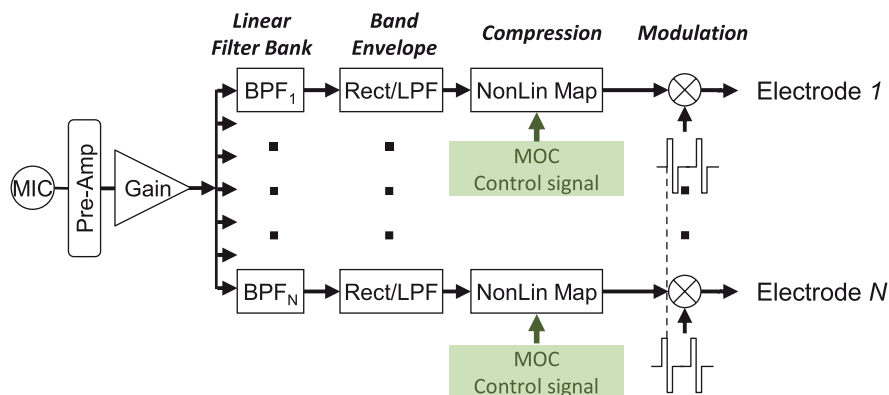 Linear
Filter Bank
Band
Envelope
Compression
Modulation
BPF1
Rect/LPF
NonLin Map
Electrode 1
MOC
Control signal
MIC
Pre-Amp
Gain
BPFN
Rect/LPF
NonLin Map
Electrode N
MOC
Control signal